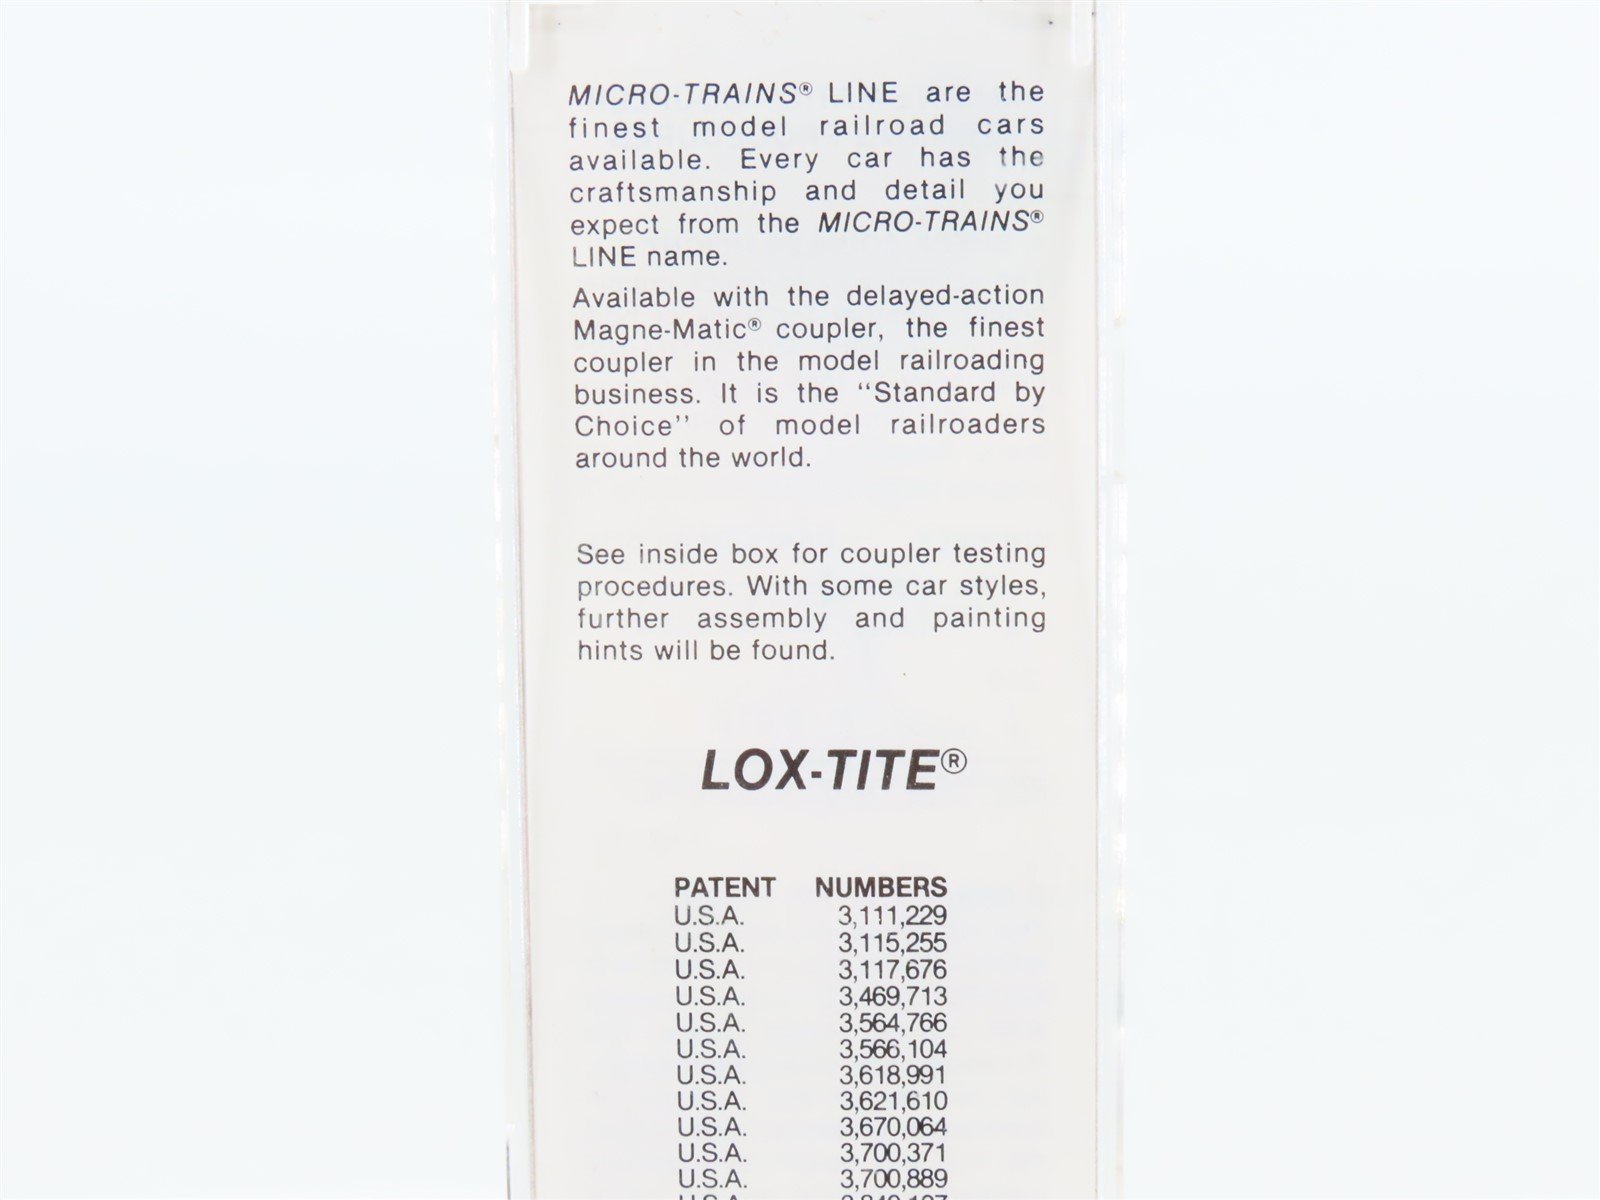 MICRO-TRAINS® LINE are the
finest model railroad cars
available. Every car has the
craftsmanship and detail you
expect from the MICRO-TRAINS®
LINE name.
Available with the delayed-action
Magne-Matic® coupler, the finest
coupler in the model railroading
business. It is the “Standard by
Choice” of model railroaders
around the world.
See inside box for coupler testing
procedures. With some car styles,
further assembly and painting
hints will be found.
LOX-TITE®
PATENT NUMBERS
U.S.A. 3,111,229
U.S.A. 3,115,255
U.S.A. 3,117,676
U.S.A. 3,469,713
U.S.A. 3,564,766
U.S.A. 3,566,104
U.S.A. 3,618,991
U.S.A. 3,621,610
U.S.A. 3,670,064
U.S.A. 3,700,371
U.S.A. 3,700,889
U.S.A.